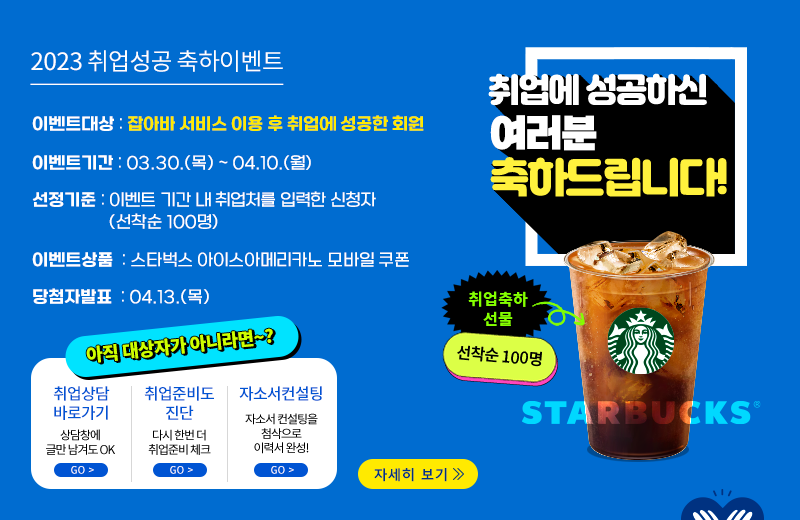 2023 취업성공 축하이벤트
이벤트대상 : 잡아바 서비스 이용 후 취업에 성공한 회원
이벤트기간 : 03.30.(목) ~ 04.10.(월)
선정기준 : 이벤트 기간 내 취업처를 입력한 신청자
(선착순 100명)
이벤트상품 : 스타벅스 아이스아메리카노 모바일 쿠폰
당첨자발표 : 04.13.(목)
취업에 성공하신
여러분
축하드립니다!
취업축하
선물
선착순 100명
STARBUCKS®
아직 대상자가 아니라면~?
취업상담
바로가기
상담창에
글만 남겨도 OK
GO >
취업준비도
진단
다시 한번 더
취업준비 체크
GO >
자소서컨설팅
자소서 컨설팅을
첨삭으로
이력서 완성!
GO >
자세히 보기 》